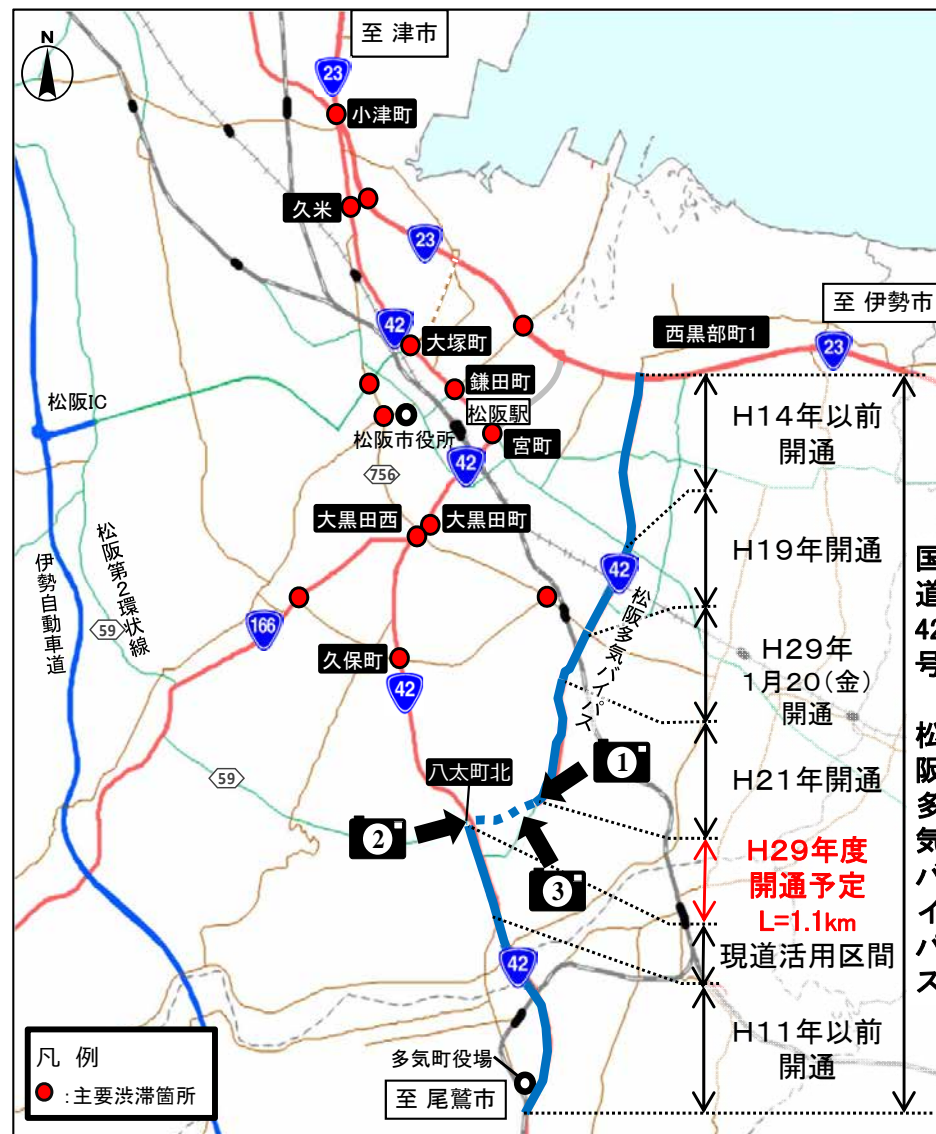 N
至 津市
23
小津町
久米
23
至 伊勢市
42
大塚町
西黒部町1
23
鎌田町
松阪IC
松阪駅
松阪市役所
宮町
42
756
H14年以前
開通
大黒田西
大黒田町
H19年開通
42
松阪多気バイパス
伊勢自動車道
松阪第2環状線
59
166
久保町
42
H29年
1月20(金)
開通
59
八太町北
1
H21年開通
2
3
H29年度
開通予定
L=1.1km
現道活用区間
42
H11年以前
開通
国道42号 松阪多気バイパス
多気町役場
至 尾鷲市
凡 例
:主要渋滞箇所